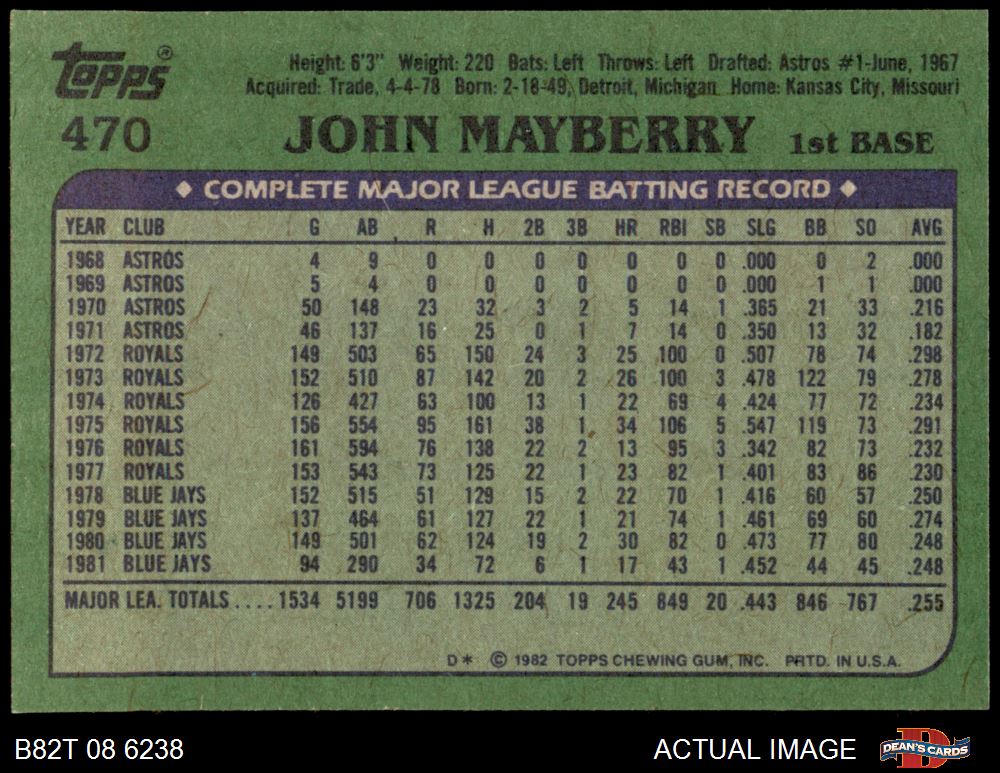 Topps®
Height: 6'3" Weight: 220 Bats: Left Throws: Left Drafted: Astros #1-June, 1967
Acquired: Trade, 4-4-78 Born: 2-18-49, Detroit, Michigan Home: Kansas City, Missouri
470 JOHN MAYBERRY 1st BASE
♦ COMPLETE MAJOR LEAGUE BATTING RECORD ♦
YEAR CLUB G AB R H 2B 3B HR RBI SB SLG BB SO AVG
1968 ASTROS 4 9 0 0 0 0 0 0 0 .000 0 2 .000
1969 ASTROS 5 4 0 0 0 0 0 0 0 .000 1 1 .000
1970 ASTROS 50 148 23 32 3 2 5 14 1 .365 21 33 .216
1971 ASTROS 46 137 16 25 0 1 7 14 0 .350 13 32 .182
1972 ROYALS 149 503 65 150 24 3 25 100 0 .507 78 74 .298
1973 ROYALS 152 510 87 142 20 2 26 100 3 .478 122 79 .278
1974 ROYALS 126 427 63 100 13 1 22 69 4 .424 77 72 .234
1975 ROYALS 156 554 95 161 38 1 34 106 5 .547 119 73 .291
1976 ROYALS 161 594 76 138 22 2 13 95 3 .342 82 73 .232
1977 ROYALS 153 543 73 125 22 1 23 82 1 .401 83 86 .230
1978 BLUE JAYS 152 515 51 129 15 2 22 70 1 .416 60 57 .250
1979 BLUE JAYS 137 464 61 127 22 1 21 74 1 .461 69 60 .274
1980 BLUE JAYS 149 501 62 124 19 2 30 82 0 .473 77 80 .248
1981 BLUE JAYS 94 290 34 72 6 1 17 43 1 .452 44 45 .248
MAJOR LEA. TOTALS....1534 5199 706 1325 204 19 245 849 20 .443 846 767 .255
D* © 1982 TOPPS CHEWING GUM, INC. PRTD. IN U.S.A.
B82T 08 6238 ACTUAL IMAGE DEAN'S CARDS